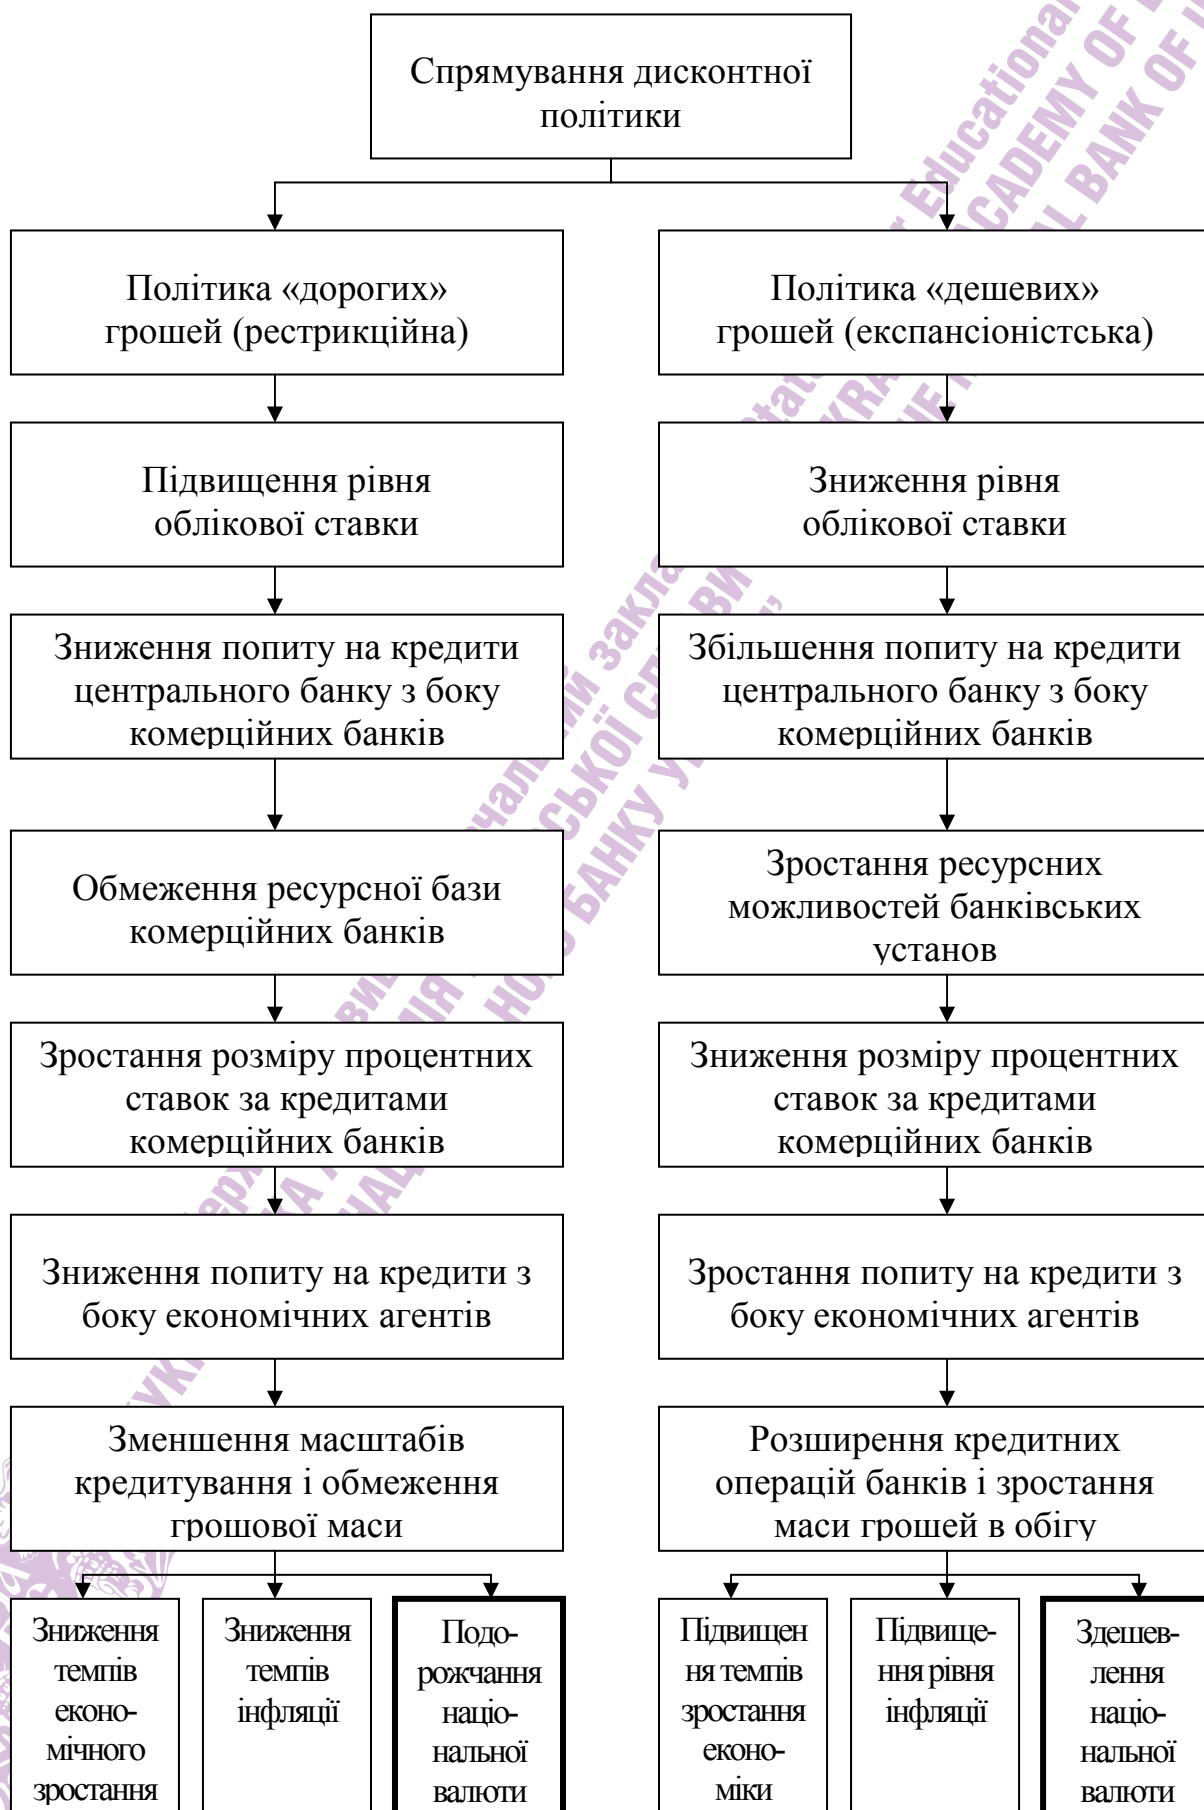 Спрямування дисконтної
політики
Політика «дорогих»
грошей (рестрикційна)
Політика «дешевих»
грошей (експансіоністська)
Підвищення рівня
облікової ставки
Зниження рівня
облікової ставки
Зниження попиту на кредити
центрального банку з боку
комерційних банків
Збільшення попиту на кредити
центрального банку з боку
комерційних банків
Обмеження ресурсної бази
комерційних банків
Зростання ресурсних
можливостей банківських
установ
Зростання розміру процентних
ставок за кредитами
комерційних банків
Зниження розміру процентних
ставок за кредитами
комерційних банків
Зниження попиту на кредити з
боку економічних агентів
Зростання попиту на кредити з
боку економічних агентів
Зменшення масштабів
кредитування і обмеження
грошової маси
Розширення кредитних
операцій банків і зростання
маси грошей в обігу
Зниження
темпів
еконо-
мічного
зростання
Зниження
темпів
інфляції
Подо-
рожчання
націо-
нальної
валюти
Підвищен
ня темпів
зростання
еконо-
міки
Підвище-
ння рівня
інфляції
Здешев-
лення
націо-
нальної
валюти
Educational
BANK OF